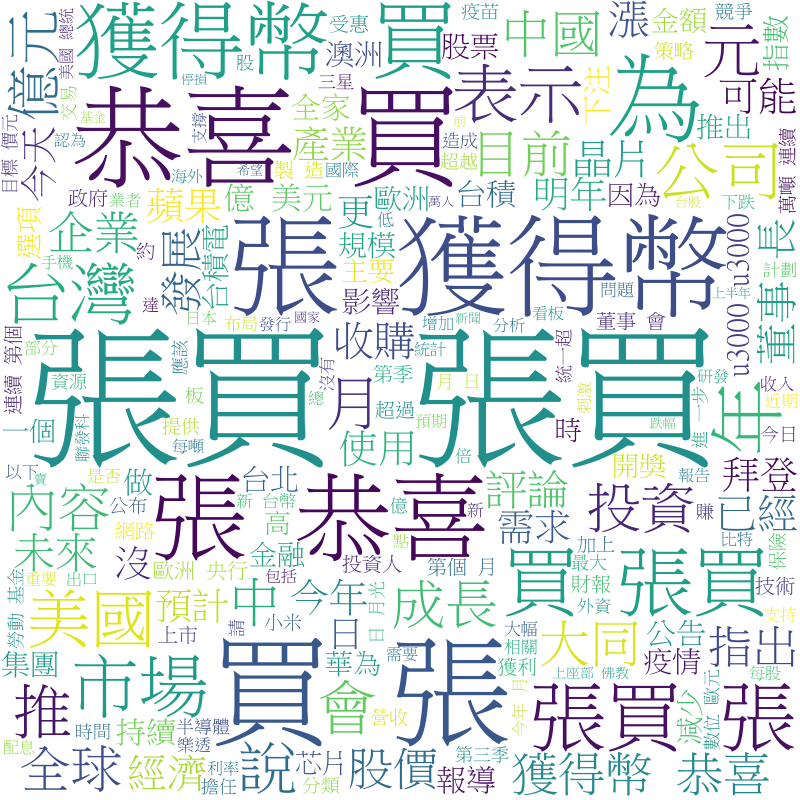 獲得幣
買
億元
恭喜
買
表示
為
今天
目前
晶片
公司
可能
元
中國
澳洲
股票
漲
金額
指數
疫苗
受惠
競爭
策略
下注
總統
美國
交易
股
停損
基金
認為
目標
價元
三星
支撐
全家
產業
製 造
海外
希望
國際
造成
超越
前
推出
連續
萬噸
政府
業者
蘋果
億
美元
歐洲
台積
明年
因為
萬人
台股
下跌
選項
企業
手機
台灣
發展
台積電
約
達
規模
更
低
主要
影響
張
獲得幣
u3000 u3000
長
董事
計劃
上半年
問題
日本
布局
發行
國家
連續 第個
部分
資源
應該
板
沒有
總
收購
月
統計
增加
新聞
分析
看板
董事 會
張買
張買
年
第季
統一超
月 日
刺激
研發
一步
進
收入
近期
今日
跌幅
一個
聯發科
提供
每噸
超過
預期
倍
使用
時
開獎
報告
拜登
以下
賣
是否
做
台北
張
恭喜
評論
投資
已經
賺
比特
內容
公布
新
台幣
高
億
點
新
需求
加上
保險
未來
網路
沒
金融
投資人
第個 月
最大
財報
技術
基金
重要
出口
歐洲 央行
包括
買
張買
外資
支持
勞動
美國
預計
中
今年
日
月光
成長
大幅
相關
獲利
大同
公告
指出
上市
請
小米
日
華為
需要
上座部
佛教
疫情
每股
集團
市場
買
張
推
會
營收
今年 月
張買
張
減少
數位
歐元
時間
持續
半導體
樂透
配息
全球
經濟
利率
擔任
說
芯片
分類
股價
第三季
報導
獲得幣
恭喜